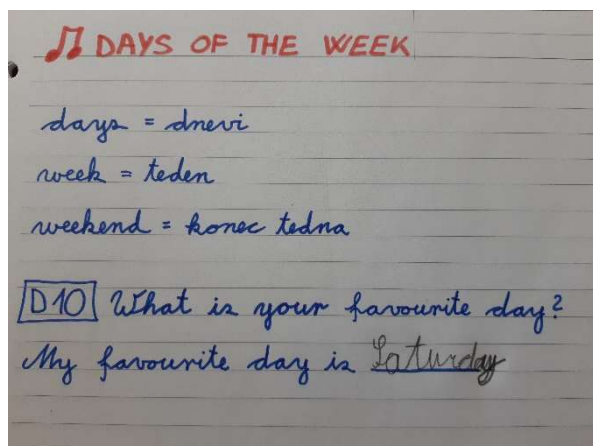 DAYS OF THE WEEK
days = dnevi
week = teden
weekend = konec tedna
D10 What is your favourite day?
My favourite day is Saturday